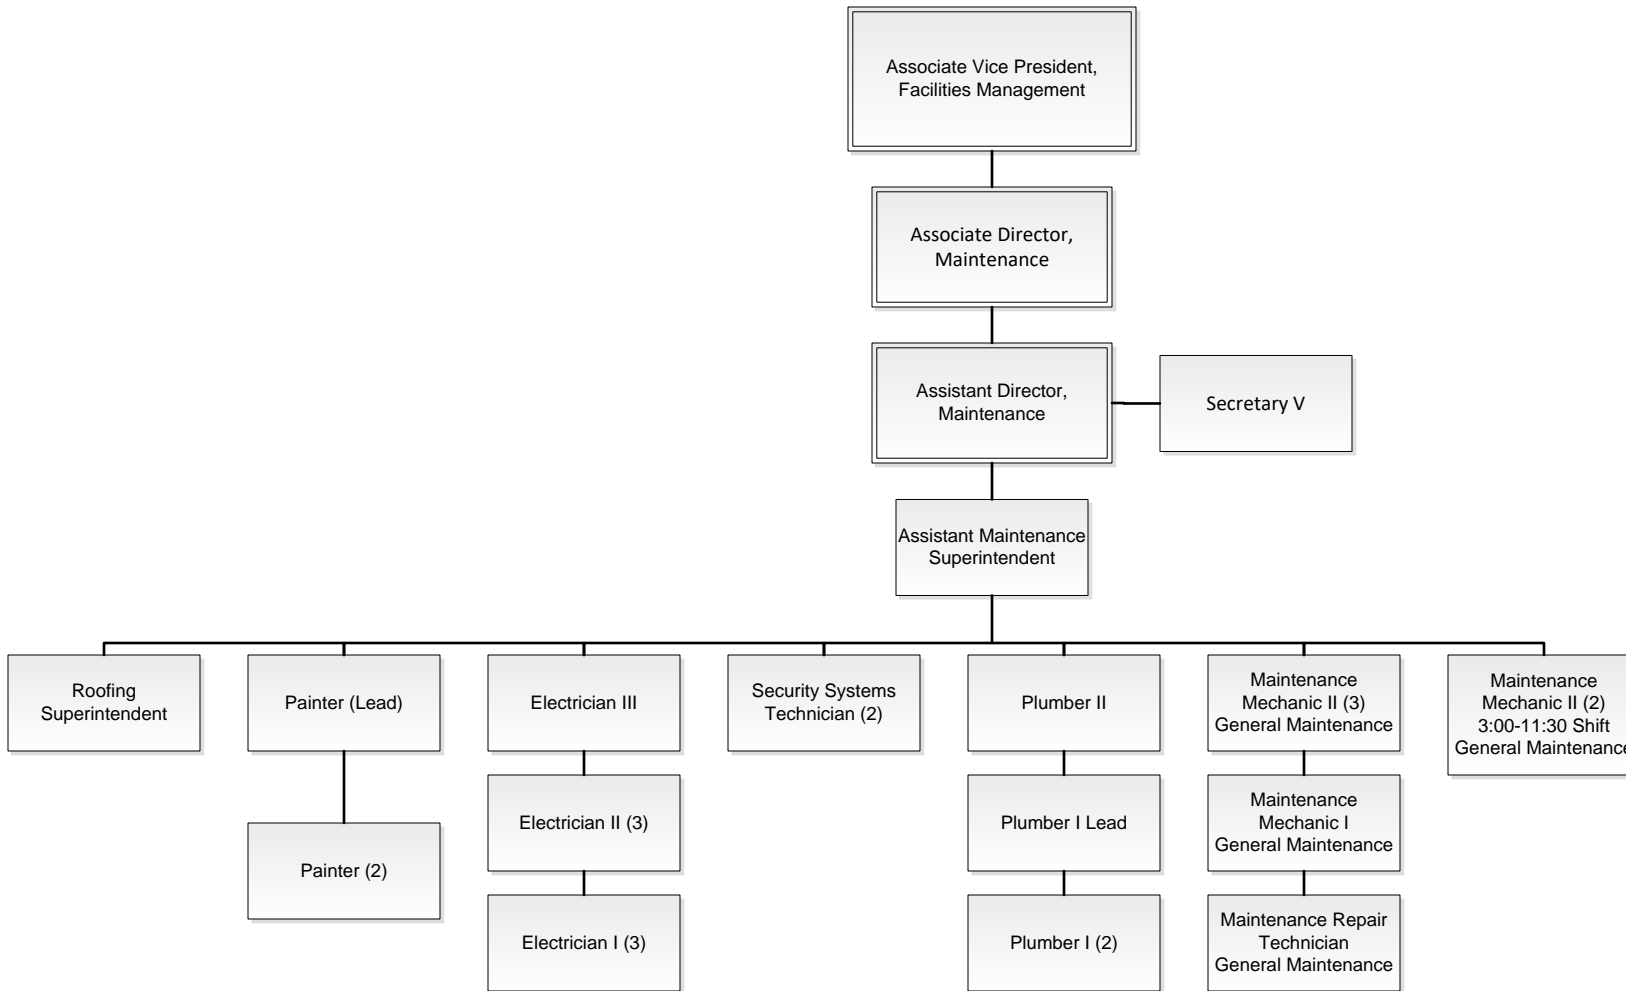 Associate Vice President,
Facilities Management
Associate Director,
Maintenance
Assistant Director,
Maintenance
Secretary V
Assistant Maintenance
Superintendent
Roofing
Superintendent
Painter (Lead)
Electrician III
Security Systems
Technician (2)
Plumber II
Maintenance
Mechanic II (3)
General Maintenance
Maintenance
Mechanic II (2)
3:00-11:30 Shift
General Maintenance
Painter (2)
Electrician II (3)
Plumber I Lead
Maintenance
Mechanic I
General Maintenance
Electrician I (3)
Plumber I (2)
Maintenance Repair
Technician
General Maintenance